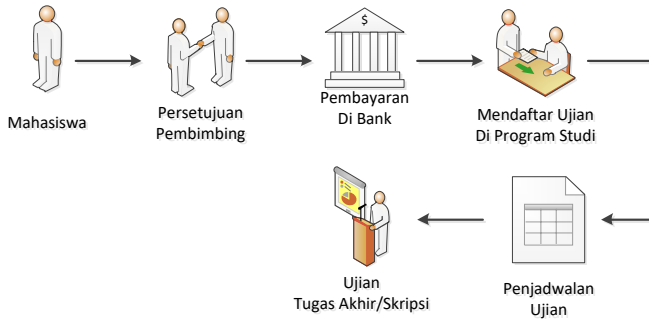 $
Mahasiswa
Persetujuan
Pembimbing
Pembayaran
Di Bank
Mendaftar Ujian
Di Program Studi
Ujian
Tugas Akhir/Skripsi
Penjadwalan
Ujian